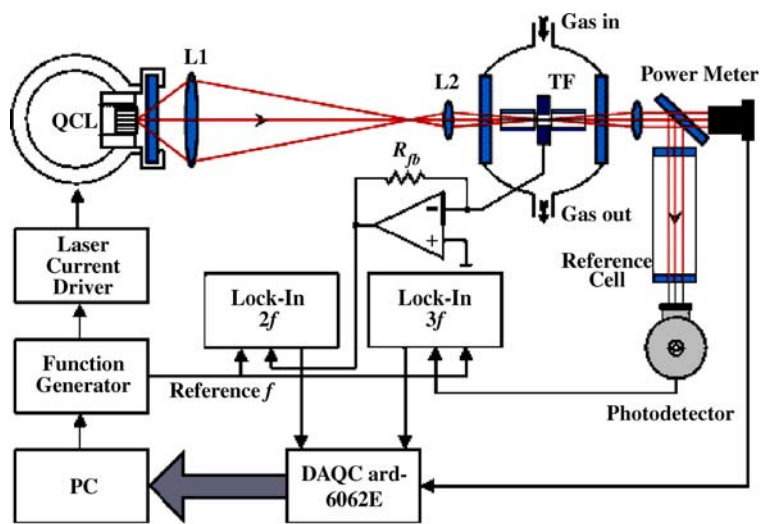 Gas in
L1
L2
TF
Power Meter
QCL
Rfb
−
+
Gas out
Reference
Cell
Laser
Current
Driver
Lock-In
2f
Lock-In
3f
Function
Generator
Reference f
Photodetector
PC
DAQC ard-
6062E